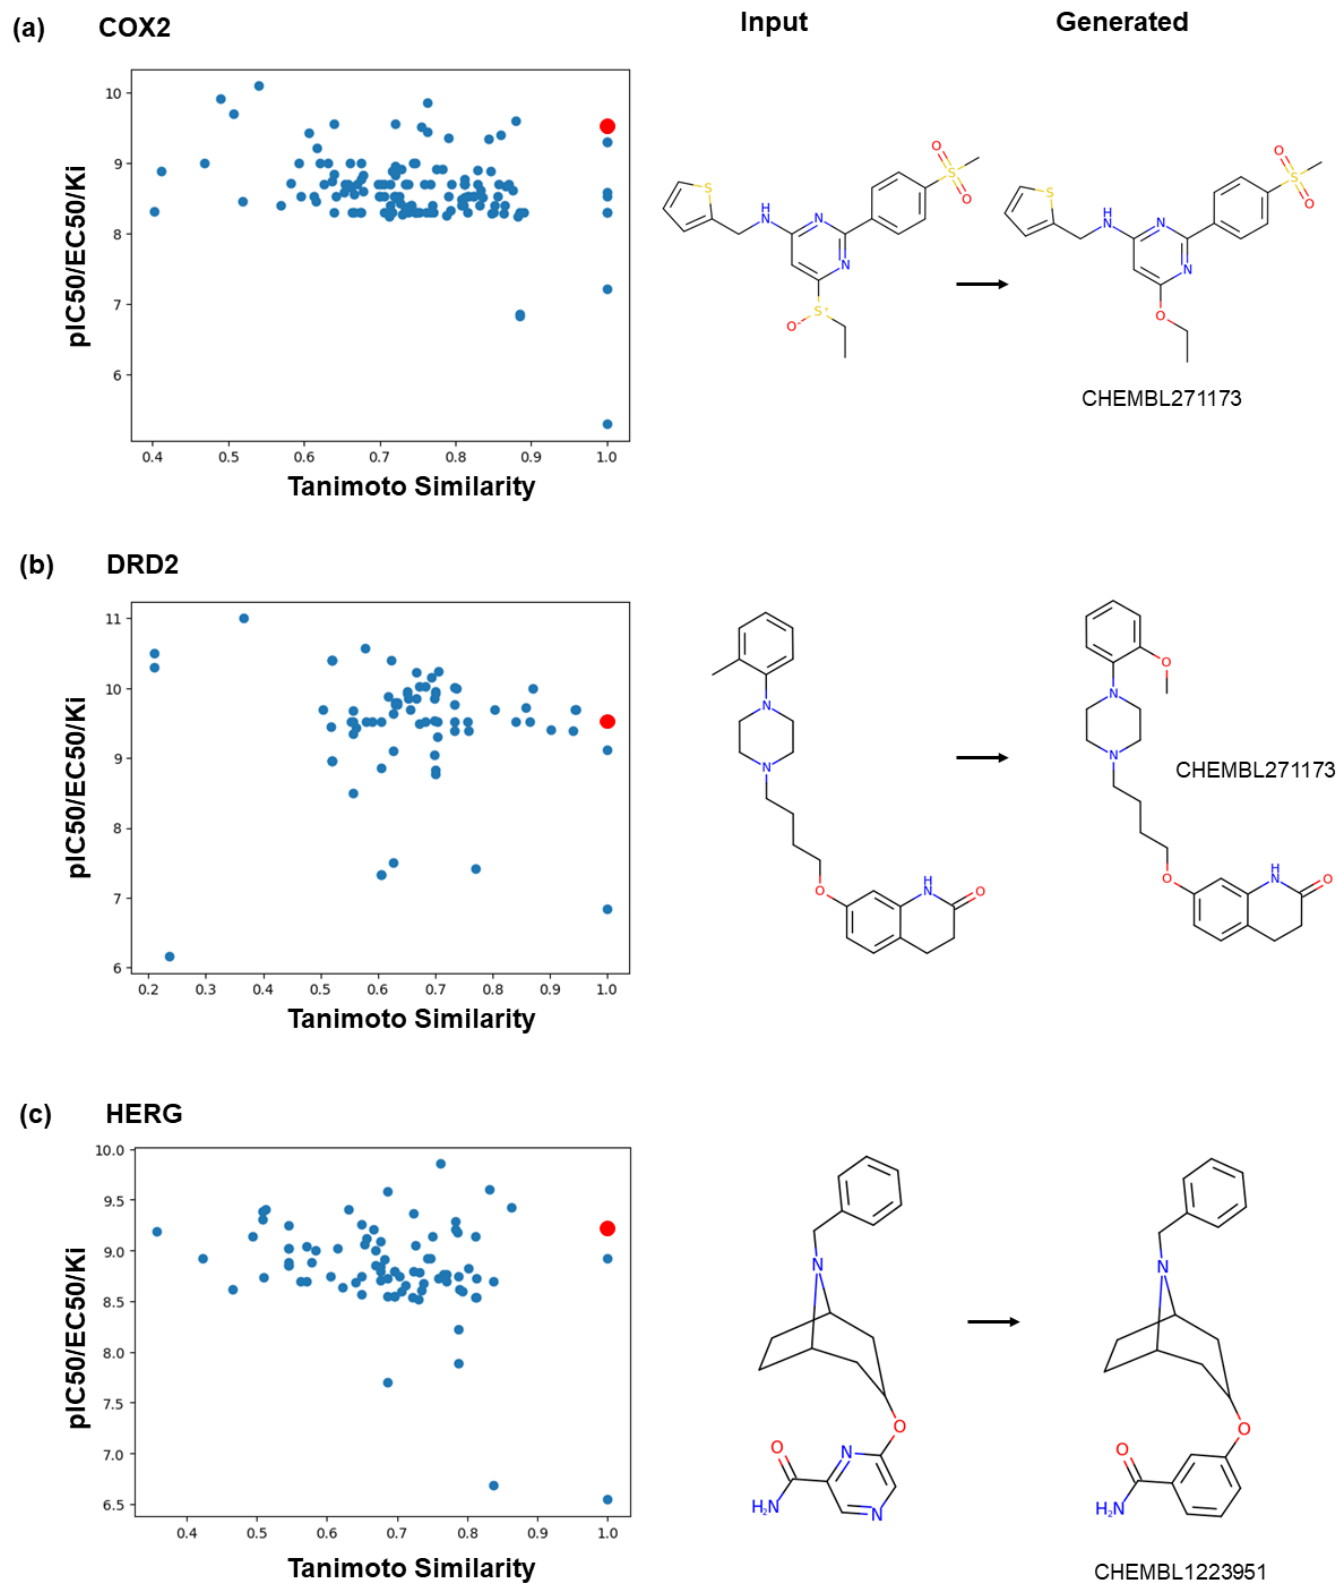 (a) COX2 Input Generated
pIC50/EC50/Ki
10
9
8
7
6
0.4 0.5 0.6 0.7 0.8 0.9 1.0
Tanimoto Similarity
S
H
N
N
N
O
S
O
S+
O-
S
H
N
N
N
O
S
O
O
CHEMBL271173
(b) DRD2
pIC50/EC50/Ki
11
10
9
8
7
6
0.2 0.3 0.4 0.5 0.6 0.7 0.8 0.9 1.0
Tanimoto Similarity
N
N
O
H
N
O
O
N
N
CHEMBL271173
O
H
N
O
(c) HERG
pIC50/EC50/Ki
10.0
9.5
9.0
8.5
8.0
7.5
7.0
6.5
0.4 0.5 0.6 0.7 0.8 0.9 1.0
Tanimoto Similarity
N
O
O
N
H₂N
N
N
O
O
H₂N
CHEMBL1223951